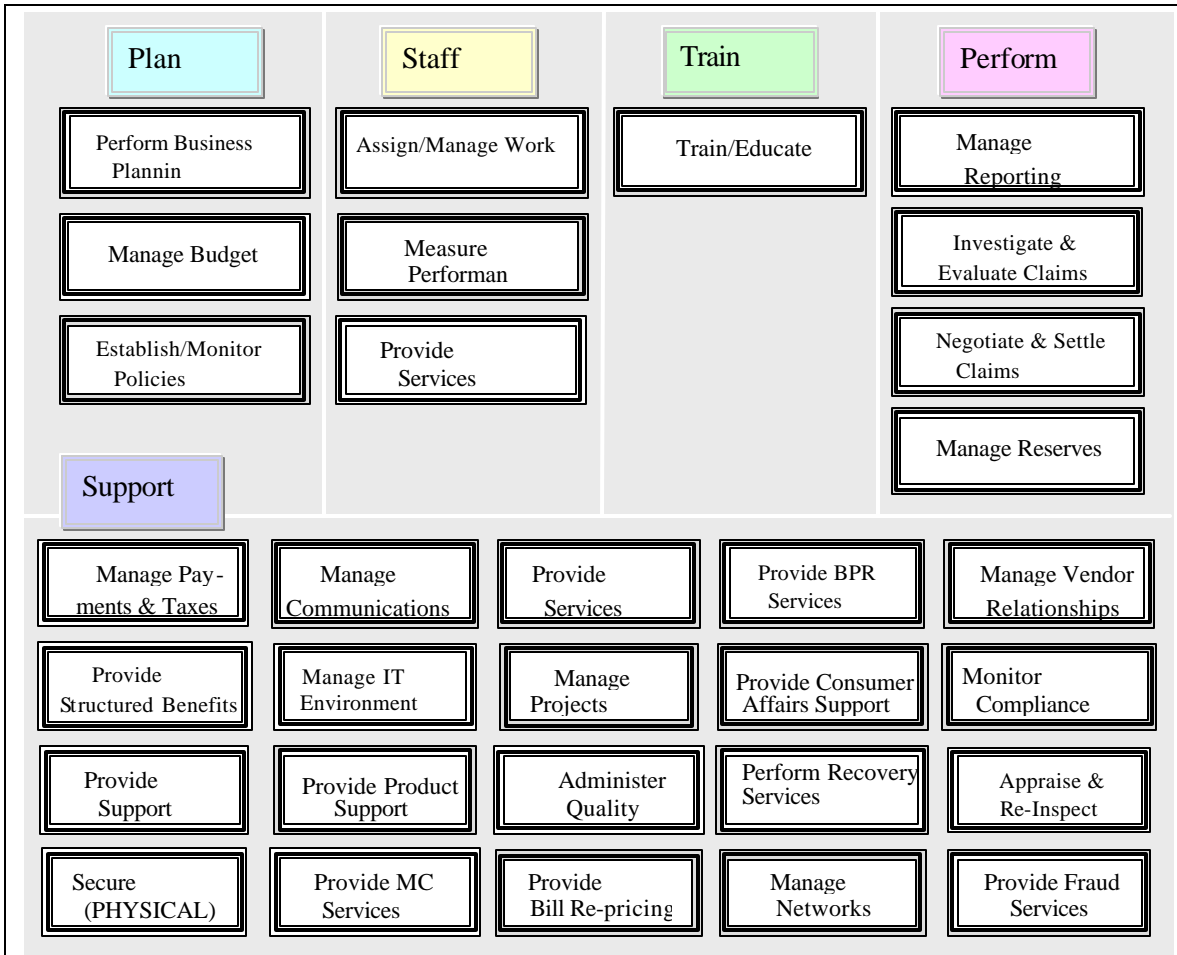 Plan
Staff
Train
Perform
Perform Business
Plannin
Assign/Manage Work
Train/Educate
Manage
Reporting
Manage Budget
Measure
Performan
Investigate &
Evaluate Claims
Establish/Monitor
Policies
Provide
Services
Negotiate & Settle
Claims
Manage Reserves
Support
Manage Pay-
ments & Taxes
Manage
Communications
Provide
Services
Provide BPR
Services
Manage Vendor
Relationships
Provide
Structured Benefits
Manage IT
Environment
Manage
Projects
Provide Consumer
Affairs Support
Monitor
Compliance
Provide
Support
Provide Product
Support
Administer
Quality
Perform Recovery
Services
Appraise &
Re-Inspect
Secure
(PHYSICAL)
Provide MC
Services
Provide
Bill Re-pricing
Manage
Networks
Provide Fraud
Services